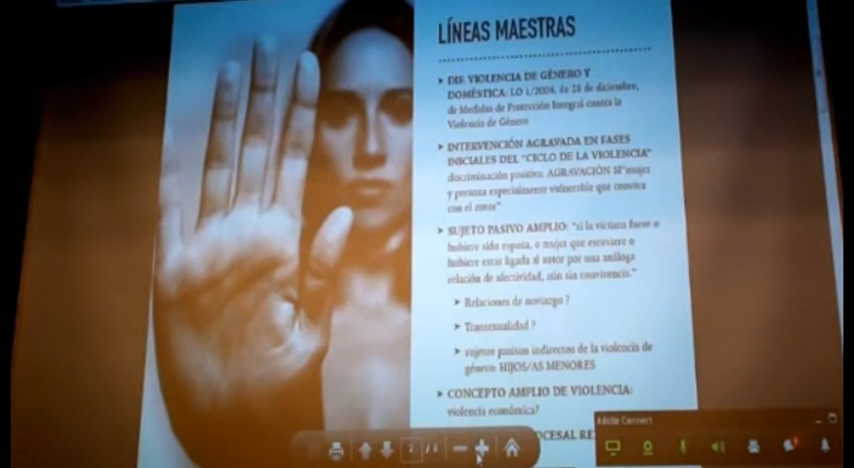 LÍNEAS MAESTRAS
DIF. VIOLENCIA DE GÉNERO Y
DOMÉSTICA: LO 1/2004, de 28 de diciembre,
de Medidas de Protección Integral contra la
Violencia de Género
INTERVENCIÓN AGRAVADA EN FASES
INICIALES DEL "CICLO DE LA VIOLENCIA"
discriminación positiva: AGRAVACIÓN SI "mujer
y persona especialmente vulnerable que conviva
con el autor"
SUJETO PASIVO AMPLIO: "si la víctima fuere o
hubiere sido esposa, o mujer que estuviere o
hubiere estar ligada al autor por una análoga
relación de afectividad, aún sin convivencia."
Relaciones de noviazgo ?
Transexualidad ?
sujetos pasivos indirectos de la violencia de
género: HIJOS/AS MENORES
CONCEPTO AMPLIO DE VIOLENCIA:
violencia económica?
OCESAL RE
Adobe Connect
2 /